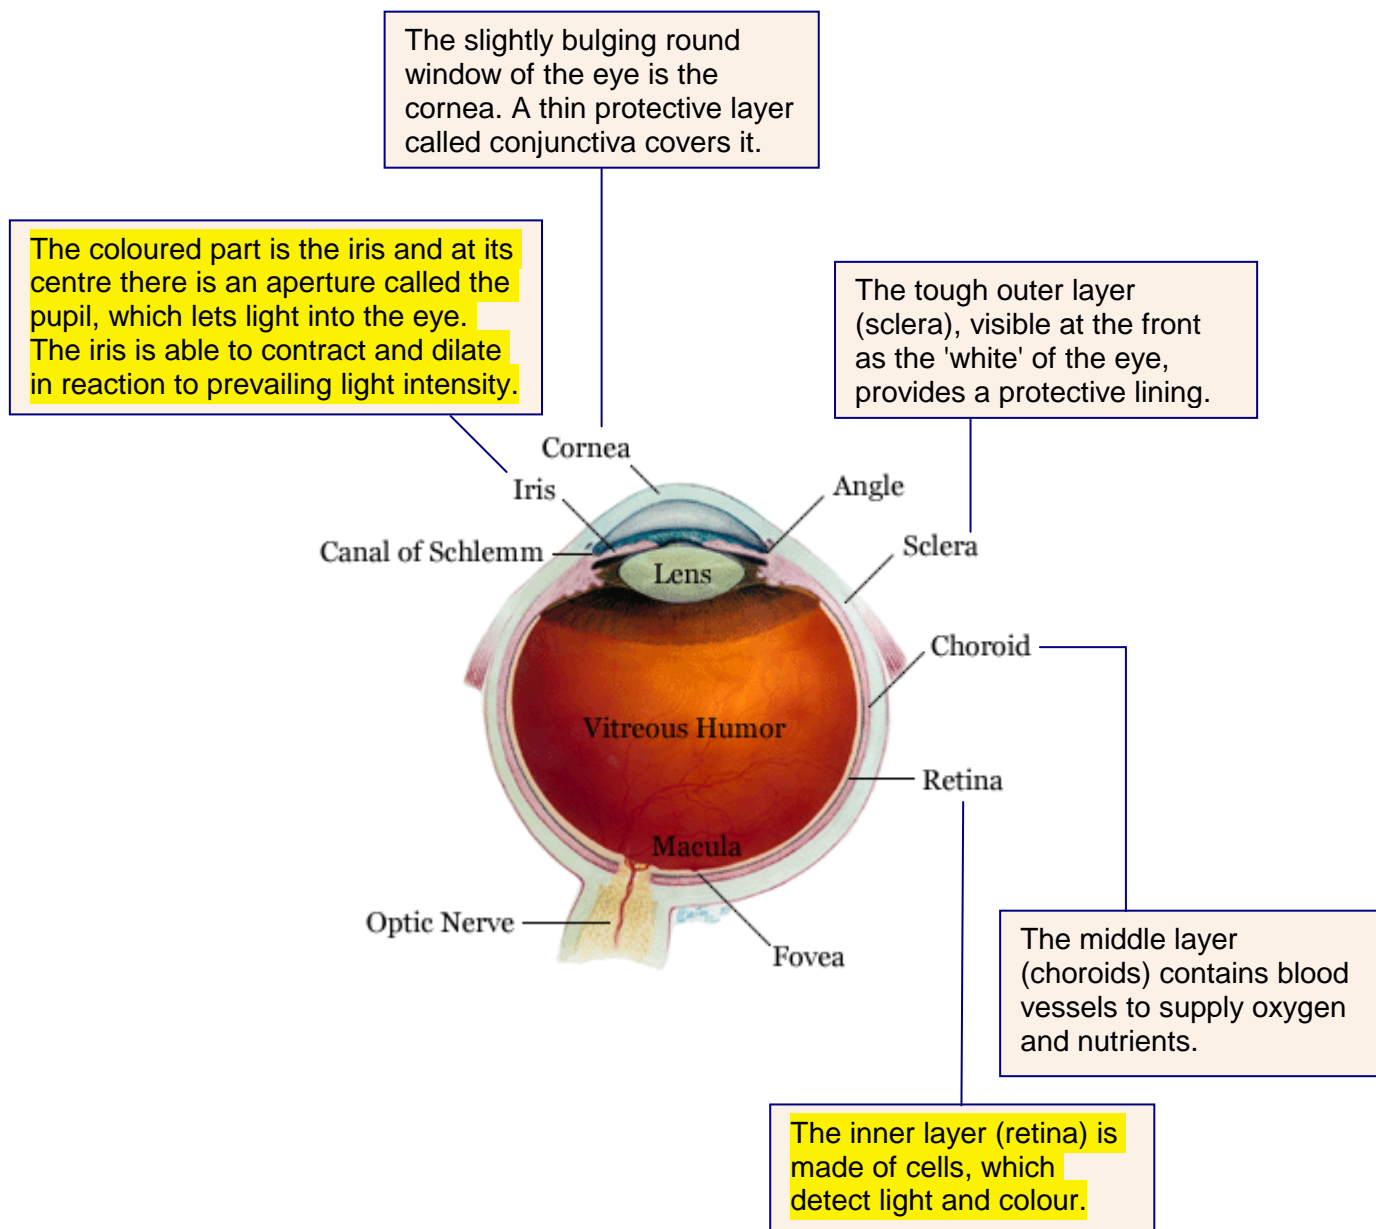 The slightly bulging round
window of the eye is the
cornea. A thin protective layer
called conjunctiva covers it.
The coloured part is the iris and at its
centre there is an aperture called the
pupil, which lets light into the eye.
The iris is able to contract and dilate
in reaction to prevailing light intensity.
The tough outer layer
(sclera), visible at the front
as the 'white' of the eye,
provides a protective lining.
Cornea
Iris
Angle
Canal of Schlemm
Sclera
Lens
Choroid
Vitreous Humor
Retina
Macula
Optic Nerve
Fovea
The middle layer
(choroids) contains blood
vessels to supply oxygen
and nutrients.
The inner layer (retina) is
made of cells, which
detect light and colour.